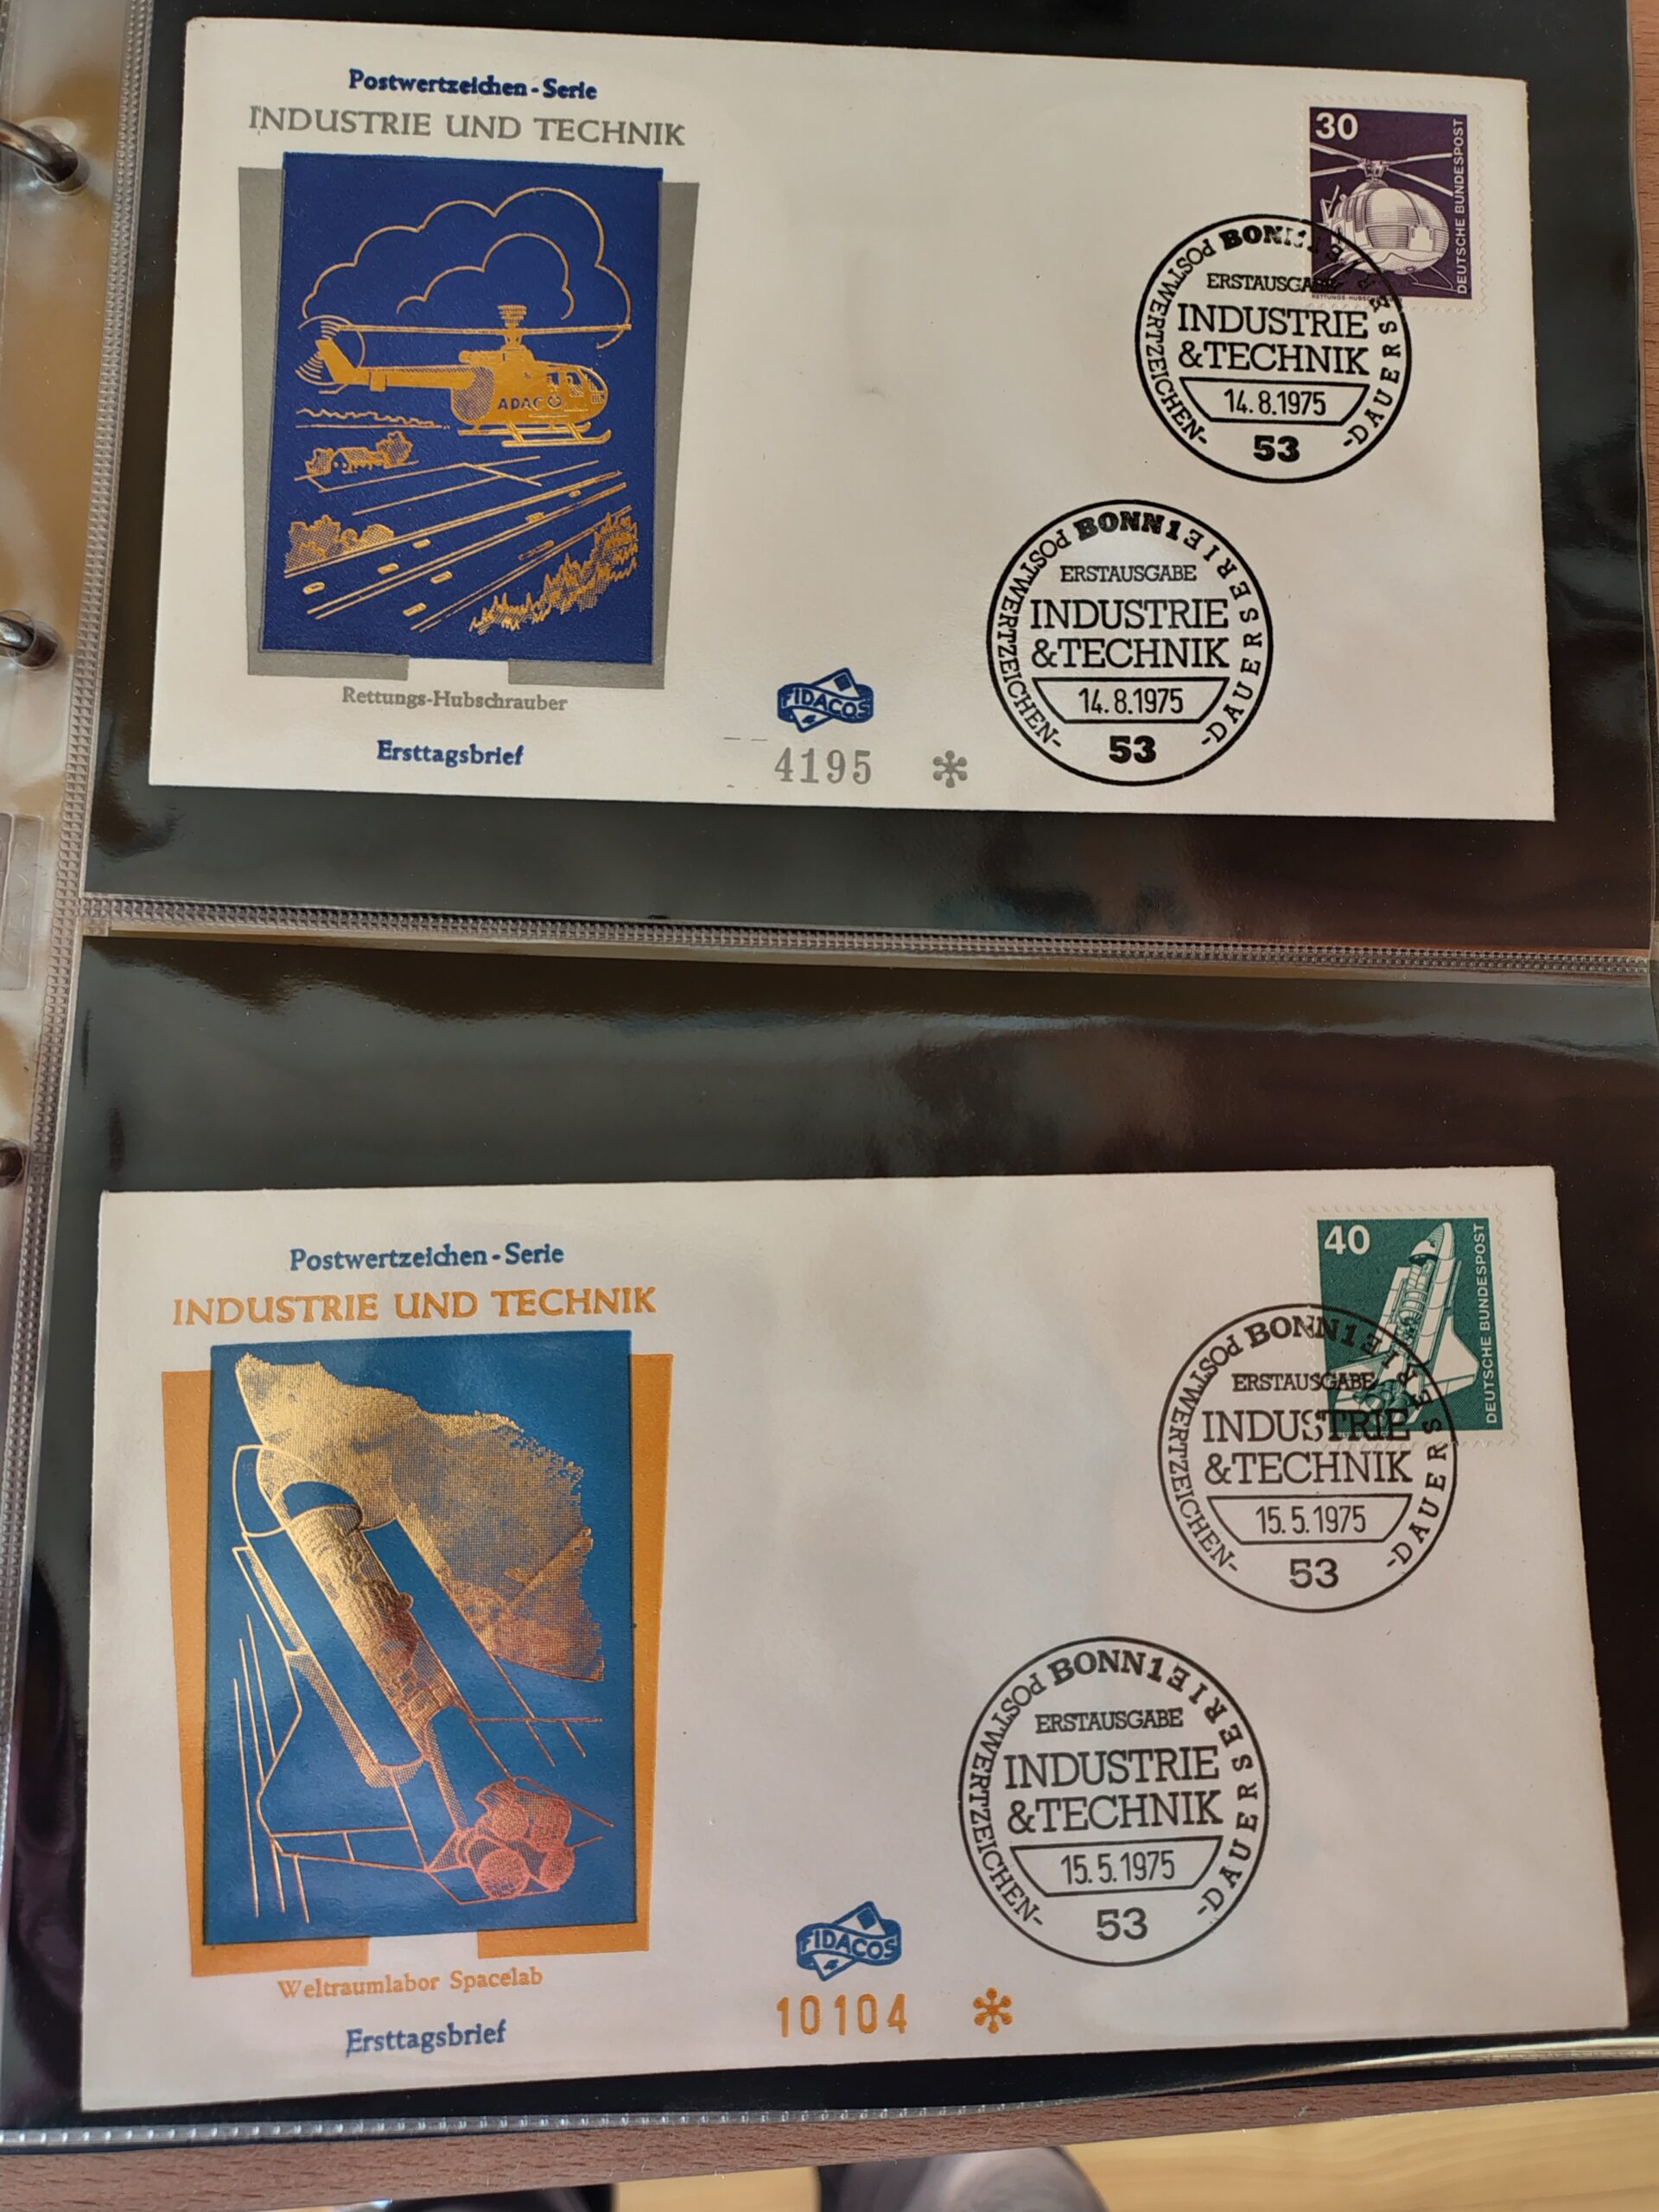 Postwertzeichen - Serie
INDUSTRIE UND TECHNIK
ADAC
Rettungs-Hubschrauber
Ersttagsbrief
FIDACOS
4195 *
30
DEUTSCHE BUNDESPOST
BONN 1
POSTWERTZEICHEN-
-DAUERSERIE
ERSTAUSGABE
INDUSTRIE
&TECHNIK
14.8.1975
53
BONN 1
POSTWERTZEICHEN-
-DAUERSERIE
ERSTAUSGABE
INDUSTRIE
&TECHNIK
14.8.1975
53
Postwertzeichen - Serie
INDUSTRIE UND TECHNIK
Weltraumlabor Spacelab
Ersttagsbrief
FIDACOS
10104 *
40
DEUTSCHE BUNDESPOST
BONN 1
POSTWERTZEICHEN-
-DAUERSERIE
ERSTAUSGABE
INDUSTRIE
&TECHNIK
15.5.1975
53
BONN 1
POSTWERTZEICHEN-
-DAUERSERIE
ERSTAUSGABE
INDUSTRIE
&TECHNIK
15.5.1975
53